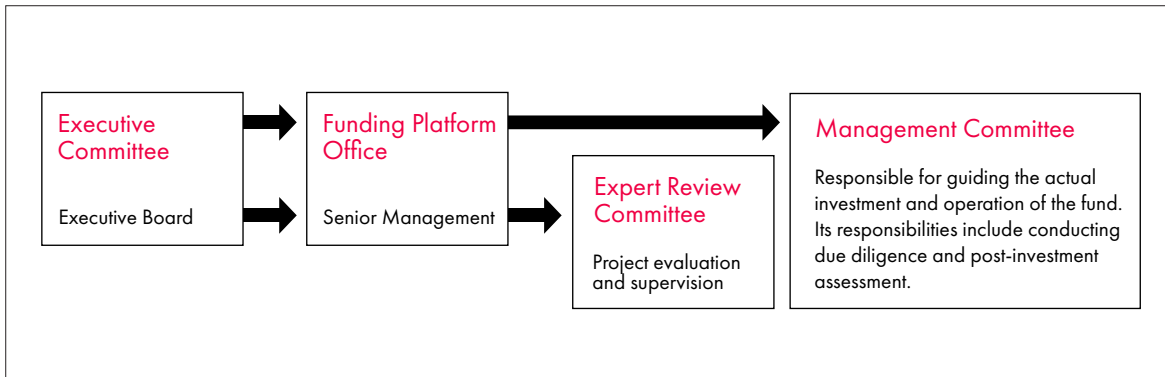 Executive
Committee
Executive Board
Funding Platform
Office
Senior Management
Expert Review
Committee
Project evaluation
and supervision
Management Committee
Responsible for guiding the actual
investment and operation of the fund.
Its responsibilities include conducting
due diligence and post-investment
assessment.